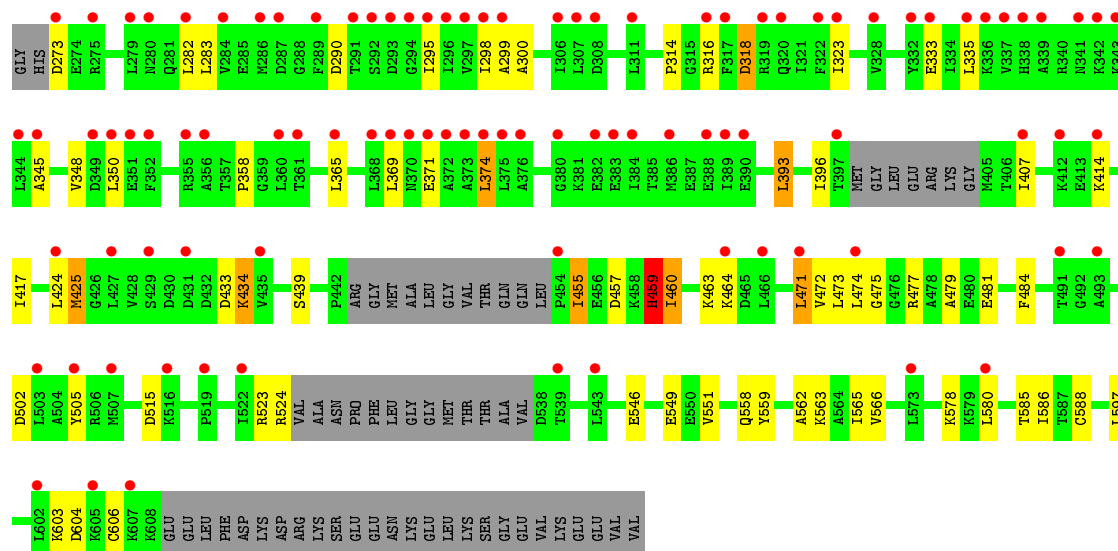 GLY HIS D273 E274 R275 L279 N280 Q281 L282 L283 V284 E285 M286 D287 G288 F289 D290 T291 S292 D293 G294 I295 I296 V297 I298 A299 A300 I306 L307 D308 L311 P314 G315 R316 F317 D318 R319 Q320 I321 F322 I323 V328 Y332 E333 I334 L335 K336 V337 H338 A339 R340 N341 K342 K343
L344 A345 V348 D349 L350 E351 F352 R355 A356 T357 P358 G359 L360 T361 L365 L368 L369 N370 E371 A372 A373 L374 L375 A376 G380 K381 E382 E383 I384 T385 M386 E387 E388 I389 E390 L393 I396 T397 MET GLY LEU GLU ARG LYS GLY M405 T406 I407 K412 E413 K414
I417 L424 M425 G426 L427 V428 S429 D430 D431 D432 D433 K434 V435 S439 P442 ARG GLY MET ALA LEU GLY VAL THR GLN GLN LEU P454 I455 E456 D457 K458 H459 I460 K463 K464 D465 L466 L471 V472 L473 L474 G475 G476 R477 A478 A479 E480 E481 F484 T491 G492 A493
D502 L503 A504 Y505 R506 M507 D515 K516 P519 I522 R523 R524 VAL ALA ASN PRO PHE LEU GLY GLY MET THR THR ALA VAL D538 T539 L543 E546 E549 E550 V551 Q558 Y559 A562 K563 A564 I565 V566 L573 K578 K579 L580 T585 I586 T587 C588 L597
L602 K603 D604 K605 C606 K607 K608 GLU GLU LEU PHE ASP LYS ASP ARG LYS SER GLU GLU ASN LYS GLU LEU LYS SER GLY GLU VAL LYS GLU GLU VAL VAL